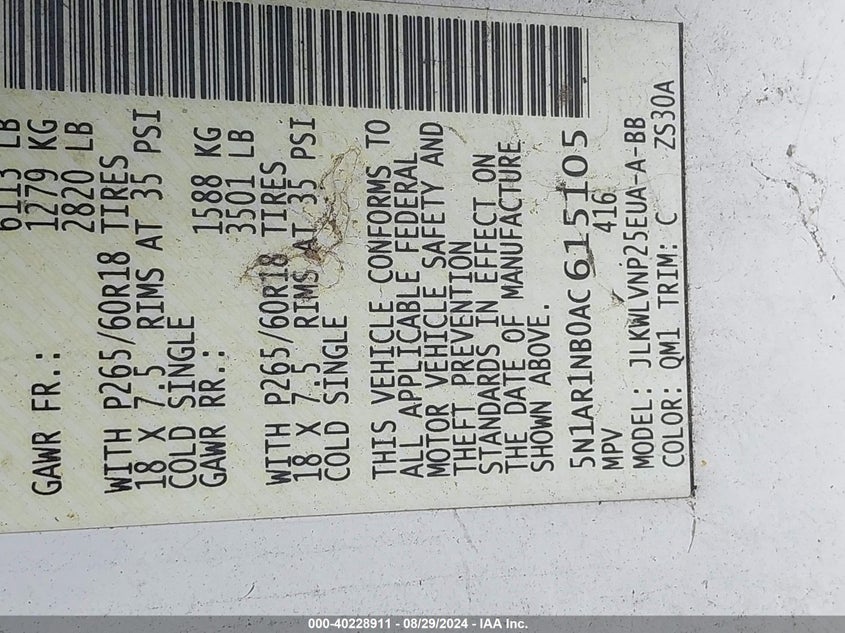 6113 LB
GAWR FR.: 1279 KG
2820 LB
WITH P265/60R18 TIRES
18 X 7.5 RIMS AT 35 PSI
COLD SINGLE
GAWR RR.: 1588 KG
3501 LB
WITH P265/60R18 TIRES
18 X 7.5 RIMS AT 35 PSI
COLD SINGLE
THIS VEHICLE CONFORMS TO
ALL APPLICABLE FEDERAL
MOTOR VEHICLE SAFETY AND
THEFT PREVENTION
STANDARDS IN EFFECT ON
THE DATE OF MANUFACTURE
SHOWN ABOVE.
5N1AR1NB0AC615105
MPV 416
MODEL: JLKWLVNP25EUA-A-BB
COLOR: QM1 TRIM: C ZS30A
000-40228911 - 08/29/2024 - IAA Inc.